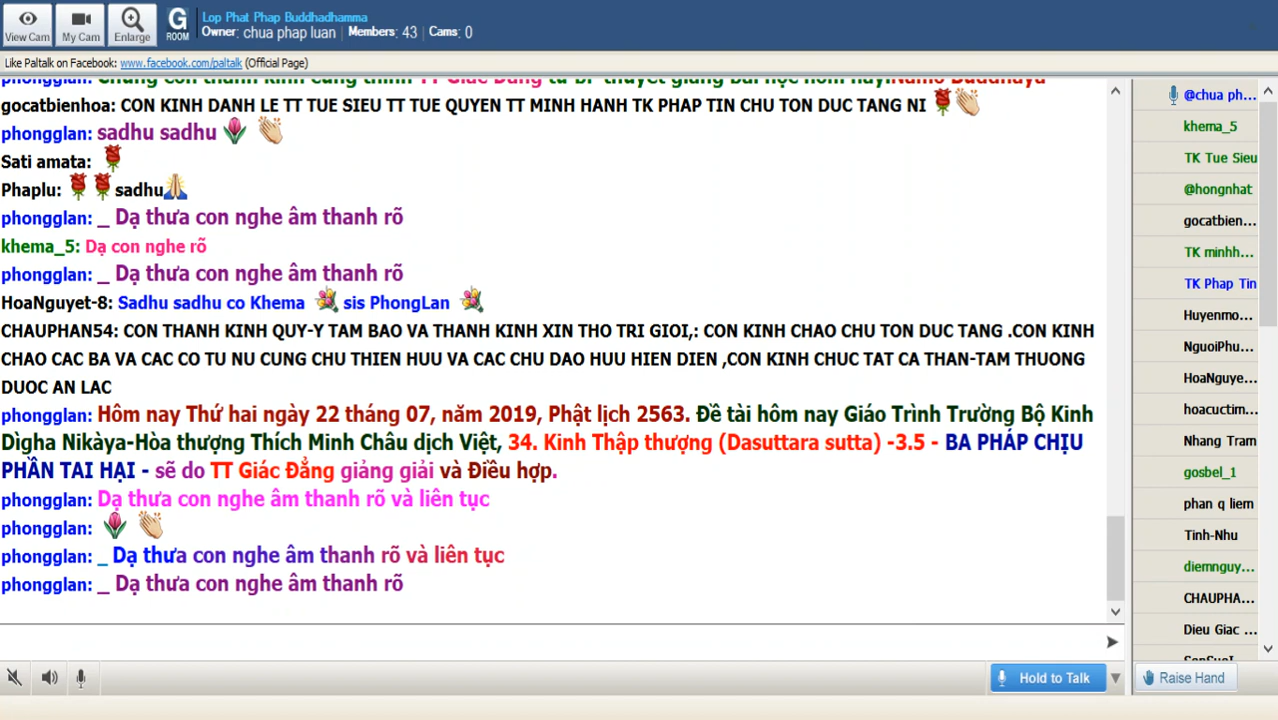 Lop Phat Phap Buddhadhamma
View Cam
My Cam
Enlarge
G
ROOM
Owner: chua phap luan | Members: 43 | Cams: 0
Like Paltalk on Facebook: www.facebook.com/paltalk (Official Page)
gocatbienhoa: CON KINH DANH LE TT TUE SIEU TT TUE QUYEN TT MINH HANH TK PHAP TIN CHU TON DUC TANG NI
phongglan: sadhu sadhu
Sati amata:
Phaplu: sadhu
phongglan: _ Dạ thưa con nghe âm thanh rõ
khema_5: Dạ con nghe rõ
phongglan: _ Dạ thưa con nghe âm thanh rõ
HoaNguyet-8: Sadhu sadhu co Khema sis PhongLan
CHAUPHAN54: CON THANH KINH QUY-Y TAM BAO VA THANH KINH XIN THO TRI GIOI,: CON KINH CHAO CHU TON DUC TANG .CON KINH
CHAO CAC BA VA CAC CO TU NU CUNG CHU THIEN HUU VA CAC CHU DAO HUU HIEN DIEN ,CON KINH CHUC TAT CA THAN-TAM THUONG
DUOC AN LAC
phongglan: Hôm nay Thứ hai ngày 22 tháng 07, năm 2019, Phật lịch 2563. Đề tài hôm nay Giáo Trình Trường Bộ Kinh
Dìgha Nikàya-Hòa thượng Thích Minh Châu dịch Việt, 34. Kinh Thập thượng (Dasuttara sutta) -3.5 - BA PHÁP CHỊU
PHẦN TAI HẠI - sẽ do TT Giác Đẳng giảng giải và Điều hợp.
phongglan: Dạ thưa con nghe âm thanh rõ và liên tục
phongglan:
phongglan: _ Dạ thưa con nghe âm thanh rõ và liên tục
phongglan: _ Dạ thưa con nghe âm thanh rõ
@chua ph...
khema_5
TK Tue Sieu
@hongnhat
gocatbien...
TK minhh...
TK Phap Tin
Huyenmo...
NguoiPhu...
HoaNguye...
hoacuctim...
Nhang Tram
gosbel_1
phan q liem
Tinh-Nhu
diemnguy...
CHAUPHA...
Dieu Giac ...
Hold to Talk
Raise Hand